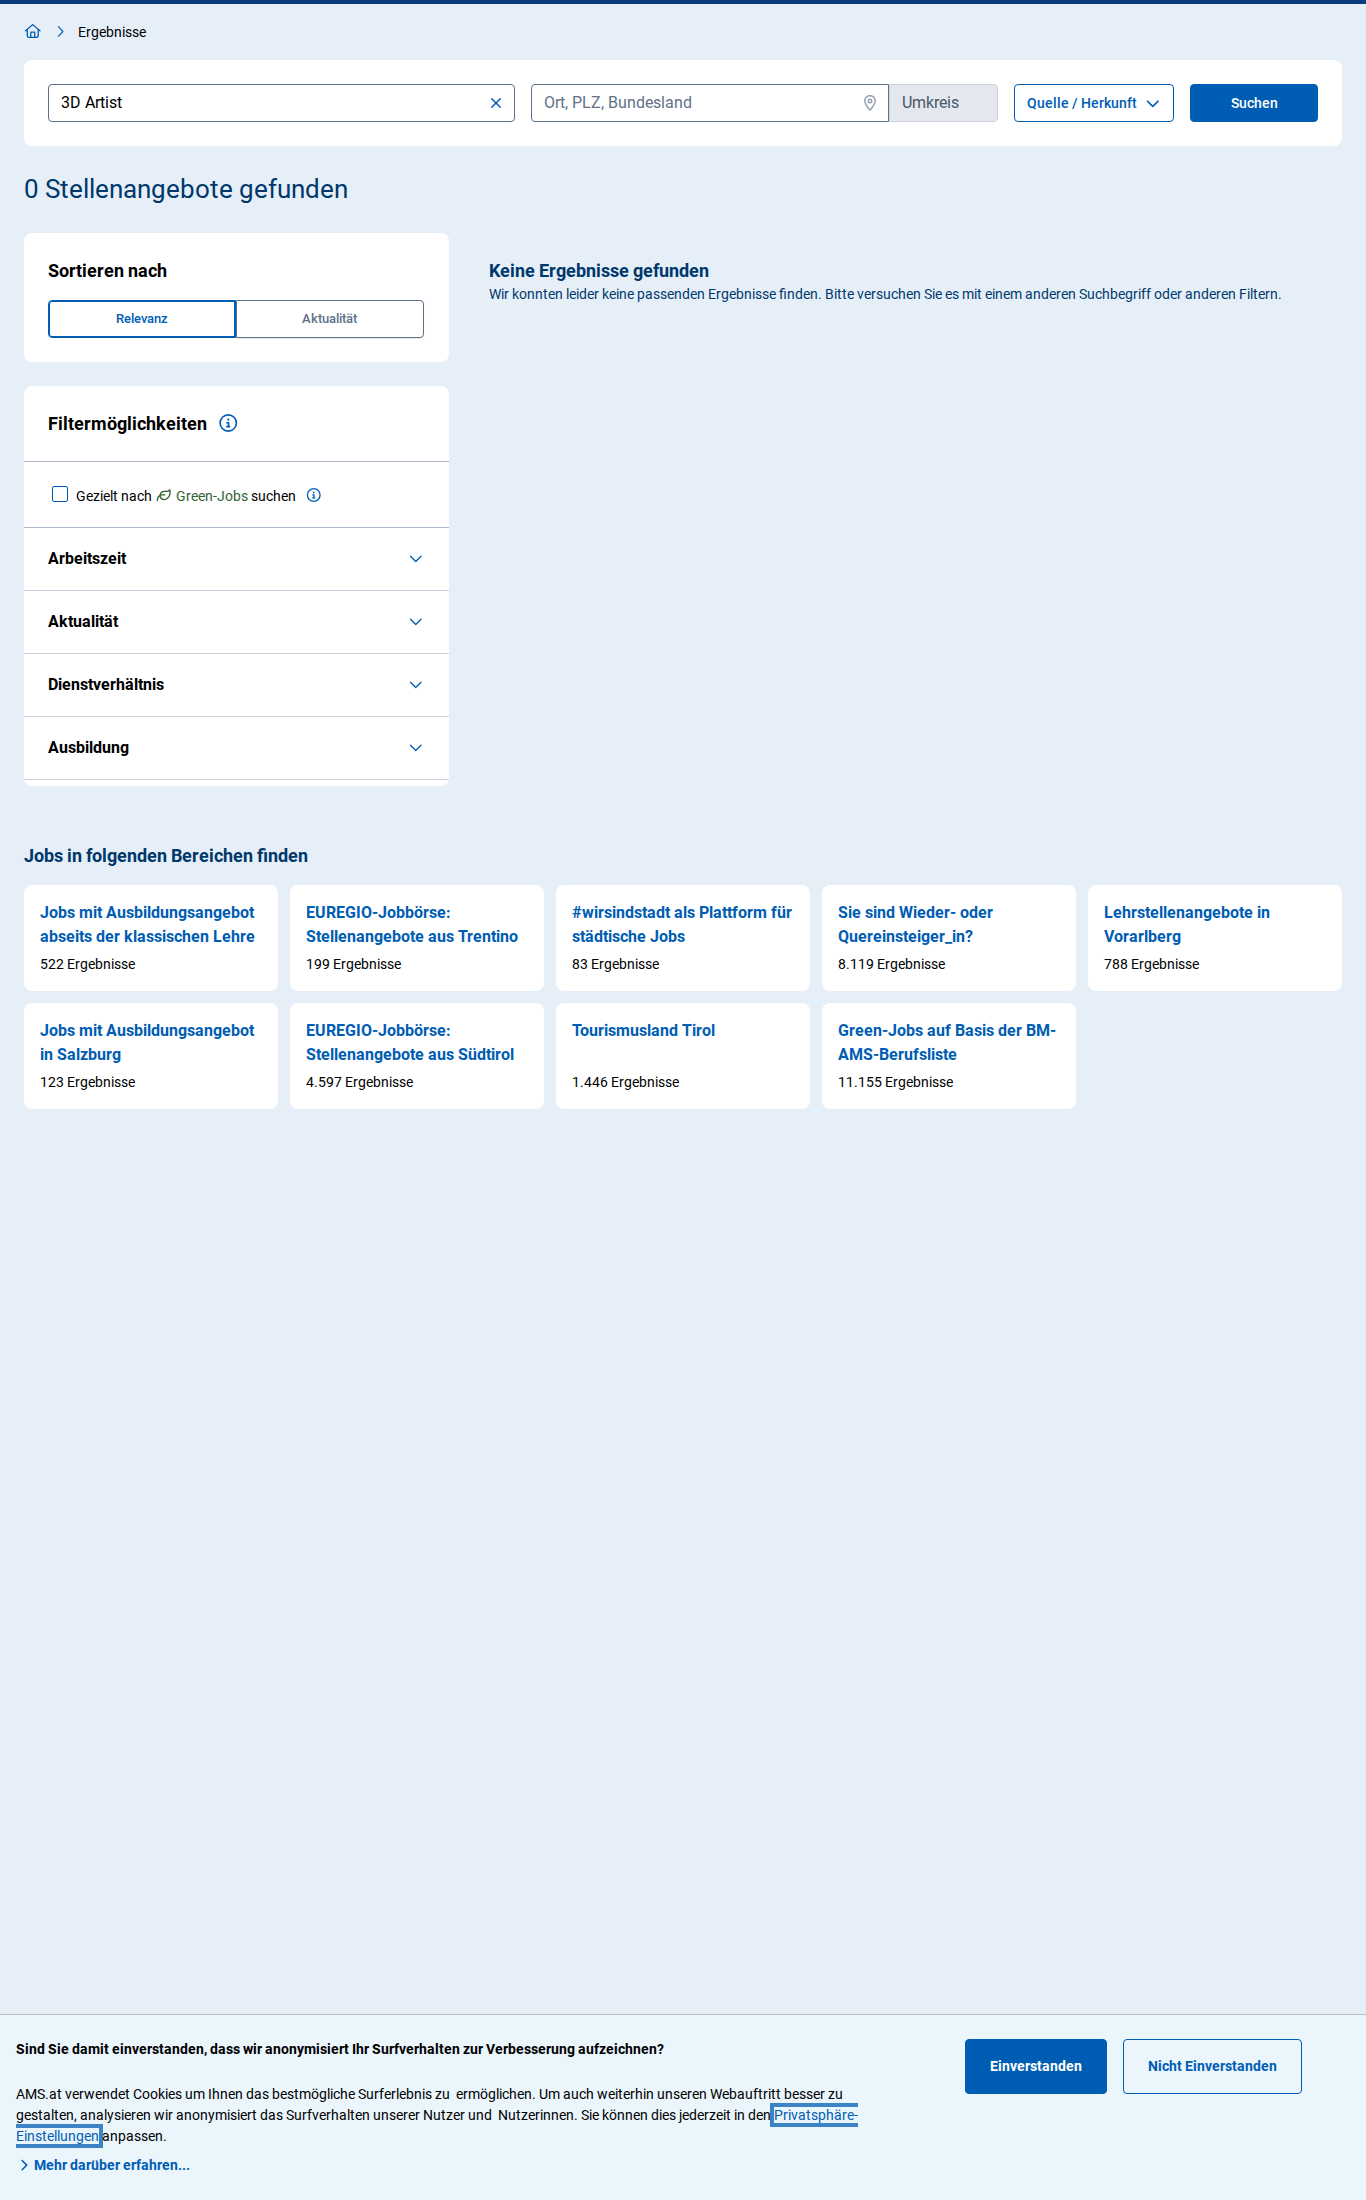 Ergebnisse
3D Artist
Ort, PLZ, Bundesland
Umkreis
Quelle / Herkunft
Suchen
0 Stellenangebote gefunden
Sortieren nach
Relevanz
Aktualität
Keine Ergebnisse gefunden
Wir konnten leider keine passenden Ergebnisse finden. Bitte versuchen Sie es mit einem anderen Suchbegriff oder anderen Filtern.
Filtermöglichkeiten
Gezielt nach Green-Jobs suchen
Arbeitszeit
Aktualität
Dienstverhältnis
Ausbildung
Jobs in folgenden Bereichen finden
Jobs mit Ausbildungsangebot
abseits der klassischen Lehre
522 Ergebnisse
EUREGIO-Jobbörse:
Stellenangebote aus Trentino
199 Ergebnisse
#wirsindstadt als Plattform für
städtische Jobs
83 Ergebnisse
Sie sind Wieder- oder
Quereinsteiger_in?
8.119 Ergebnisse
Lehrstellenangebote in
Vorarlberg
788 Ergebnisse
Jobs mit Ausbildungsangebot
in Salzburg
123 Ergebnisse
EUREGIO-Jobbörse:
Stellenangebote aus Südtirol
4.597 Ergebnisse
Tourismusland Tirol
1.446 Ergebnisse
Green-Jobs auf Basis der BM-
AMS-Berufsliste
11.155 Ergebnisse
Sind Sie damit einverstanden, dass wir anonymisiert Ihr Surfverhalten zur Verbesserung aufzeichnen?
AMS.at verwendet Cookies um Ihnen das bestmögliche Surferlebnis zu ermöglichen. Um auch weiterhin unseren Webauftritt besser zu
gestalten, analysieren wir anonymisiert das Surfverhalten unserer Nutzer und Nutzerinnen. Sie können dies jederzeit in den Privatsphäre-
Einstellungen anpassen.
Mehr darüber erfahren...
Einverstanden
Nicht Einverstanden